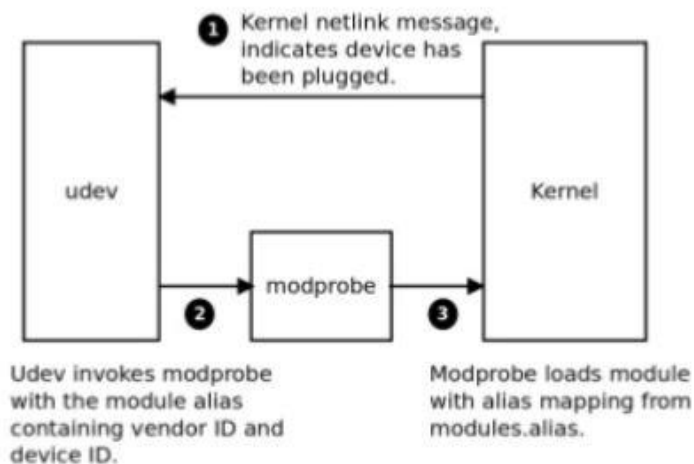 1 Kernel netlink message,
indicates device has
been plugged.
udev
Kernel
modprobe
2
3
Udev invokes modprobe
with the module alias
containing vendor ID and
device ID.
Modprobe loads module
with alias mapping from
modules.alias.